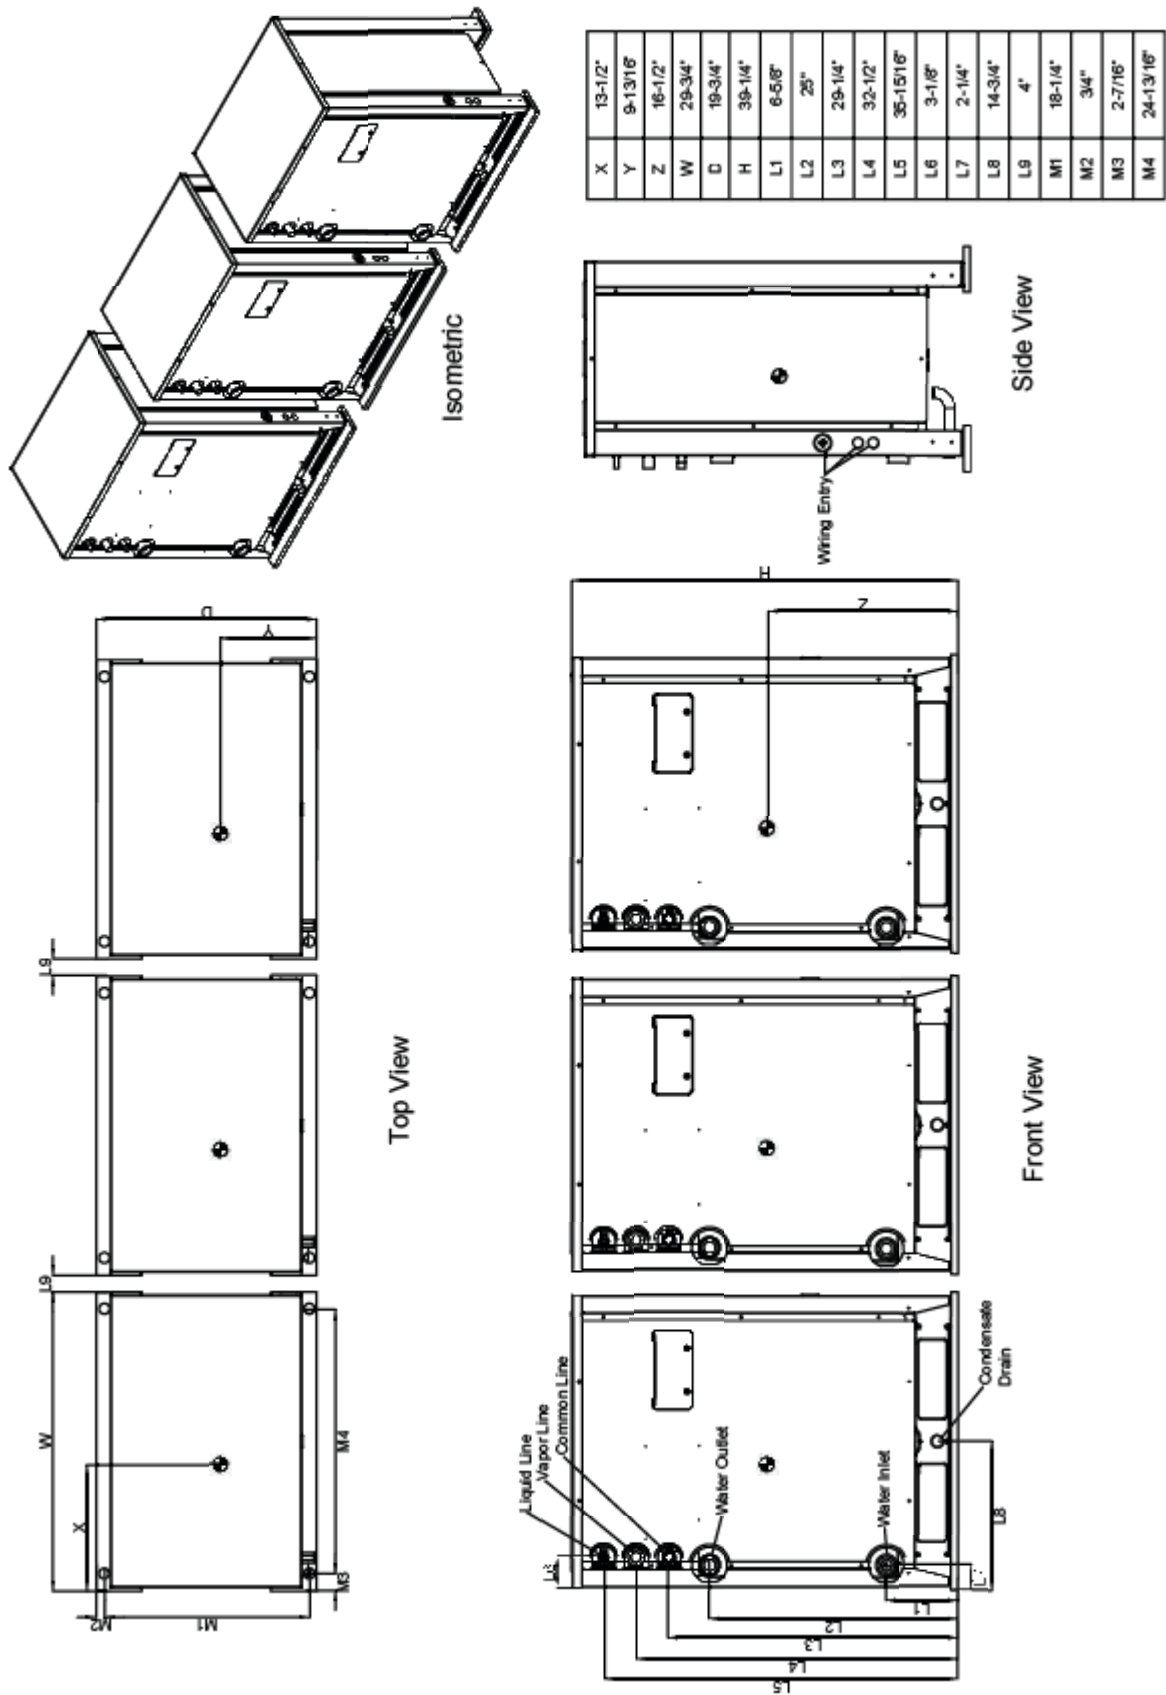 W
L9
L9
X
M2
M1
M3
M4
Y
D
Top View
Isometric
Liquid Line
Vapor Line
Common Line
L6
L5
L4
L3
L2
L1
L8
Water Outlet
Water Inlet
Condensate
Drain
H
Z
Front View
Wiring Entry
Side View
X 13-1/2"
Y 9-13/16"
Z 16-1/2"
W 29-3/4"
D 19-3/4"
H 39-1/4"
L1 6-5/8"
L2 25"
L3 29-1/4"
L4 32-1/2"
L5 35-15/16"
L6 3-1/8"
L7 2-1/4"
L8 14-3/4"
L9 4"
M1 18-1/4"
M2 3/4"
M3 2-7/16"
M4 24-13/16"